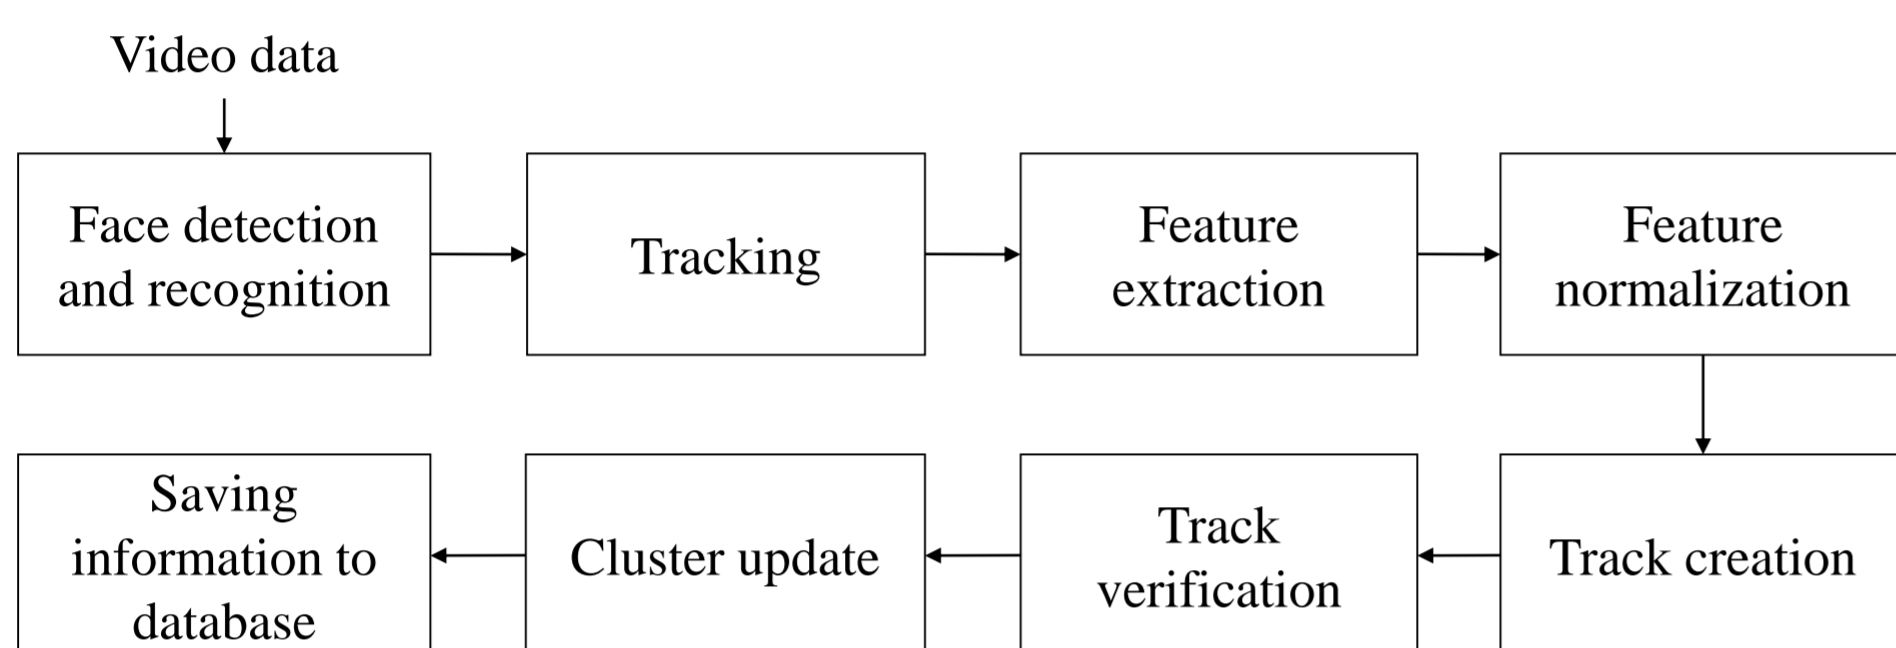 Video data
Face detection
and recognition
Tracking
Feature
extraction
Feature
normalization
Saving
information to
database
Cluster update
Track
verification
Track creation